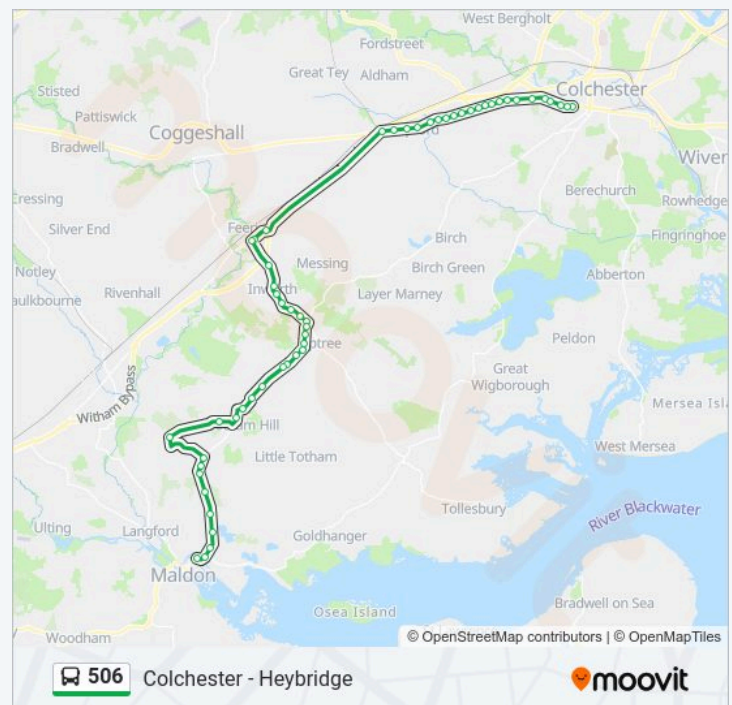 West Bergholt
Fordstreet
Great Tey
Aldham
Stisted
Colchester
Pattiswick
Coggeshall
Bradwell
Wiven
Berechurch
Rowhedge
Silver End
Birch
Fingringhoe
Messing
Notley
Birch Green
Abberton
Rivenhall
Layer Marney
Peldon
Great
Wigborough
Witham Bypass
Mersea Isl
West Mersea
Little Totham
Tollesbury
River Blackwater
Ulting
Langford
Goldhanger
Maldon
Bradwell on Sea
Osea Island
Woodham
© OpenStreetMap contributors | © OpenMapTiles
506 Colchester - Heybridge
moovit